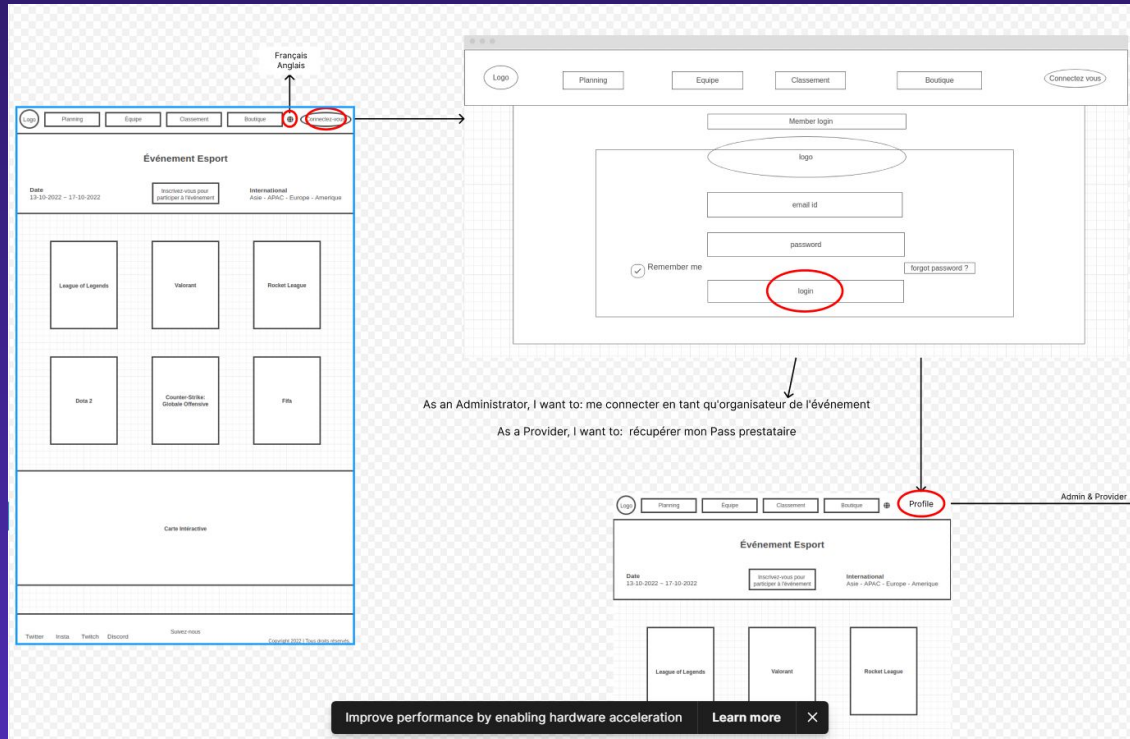 Français
Anglais
Logo
Planning
Equipe
Classement
Boutique
Connectez-vous
Événement Esport
Date
13-10-2022 – 17-10-2022
Inscrivez-vous pour
participer à l'événement
International
Asie - APAC - Europe - Amerique
League of Legends
Valorant
Rocket League
Dota 2
Counter-Strike:
Globale Offensive
Fifa
Carte Intéractive
Twitter
Insta
Twitch
Discord
Suivez nous
Copyright 2022 | Tous droits réservés.
Logo
Planning
Equipe
Classement
Boutique
Connectez vous
Member login
logo
email id
password
Remember me
forgot password ?
login
As an Administrator, I want to: me connecter en tant qu'organisateur de l'événement
As a Provider, I want to: récupérer mon Pass prestataire
Logo
Planning
Equipe
Classement
Boutique
Profile
Admin & Provider
Événement Esport
Date
13-10-2022 – 17-10-2022
Inscrivez-vous pour
participer à l'événement
International
Asie - APAC - Europe - Amerique
League of Legends
Valorant
Rocket League
Improve performance by enabling hardware acceleration
Learn more